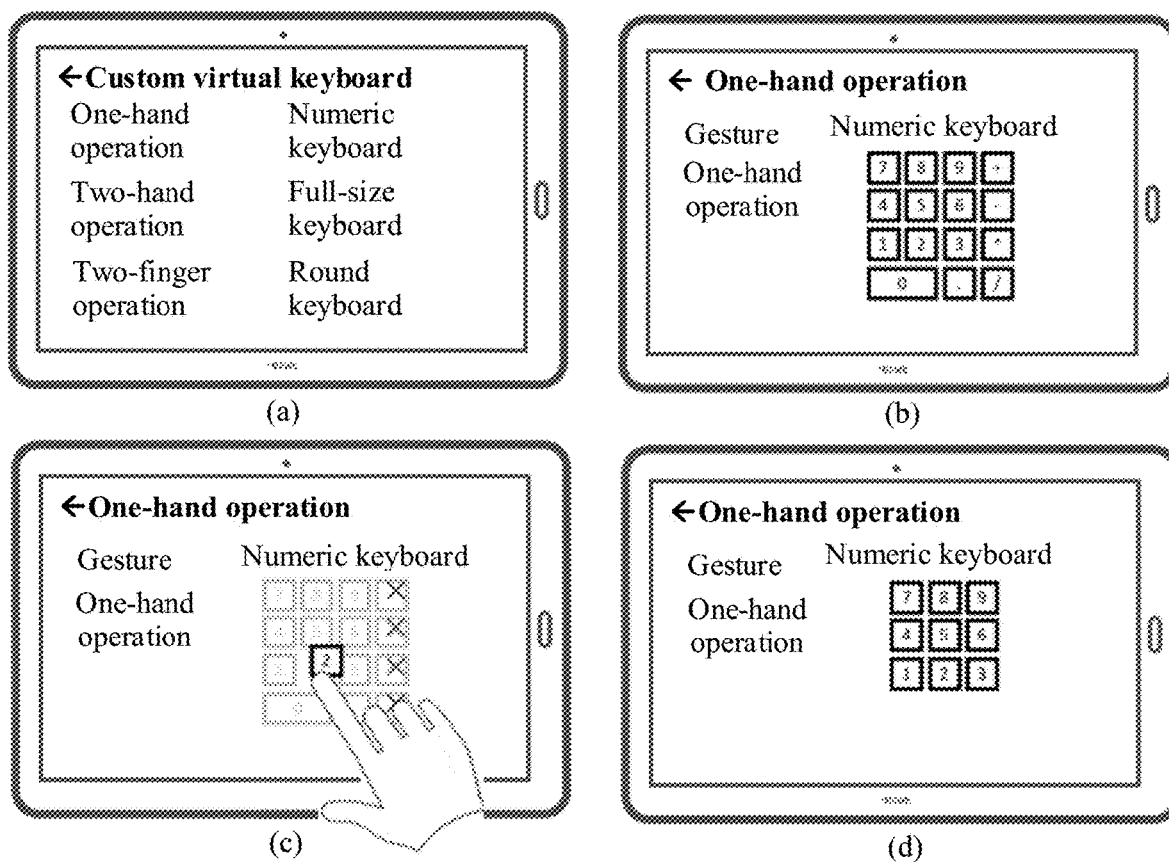 ←Custom virtual keyboard
One-hand operation
Numeric keyboard
Two-hand operation
Full-size keyboard
Two-finger operation
Round keyboard
(a)
← One-hand operation
Gesture
Numeric keyboard
One-hand operation
7 8 9 +
4 5 6 -
1 2 3 *
0 . /
(b)
←One-hand operation
Gesture
Numeric keyboard
One-hand operation
2
0
(c)
←One-hand operation
Gesture
Numeric keyboard
One-hand operation
7 8 9
4 5 6
1 2 3
(d)